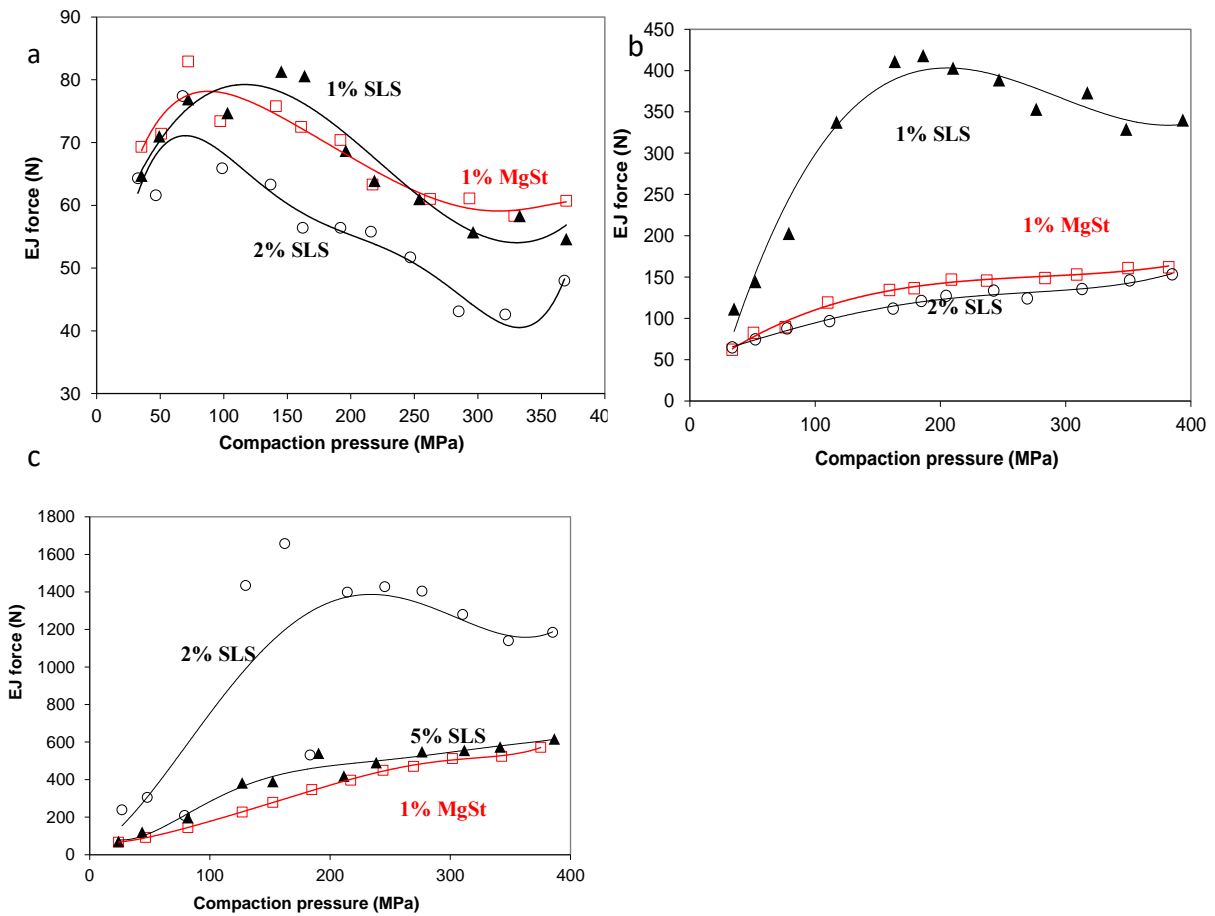 a
90
80
70
60
50
40
30
EJ force (N)
1% SLS
1% MgSt
2% SLS
0 50 100 150 200 250 300 350 40
Compaction pressure (MPa)
b
450
400
350
300
250
200
150
100
50
0
EJ force (N)
1% SLS
1% MgSt
2% SLS
0 100 200 300 400
Compaction pressure (MPa)
c
1800
1600
1400
1200
1000
800
600
400
200
0
EJ force (N)
2% SLS
5% SLS
1% MgSt
0 100 200 300 400
Compaction pressure (MPa)